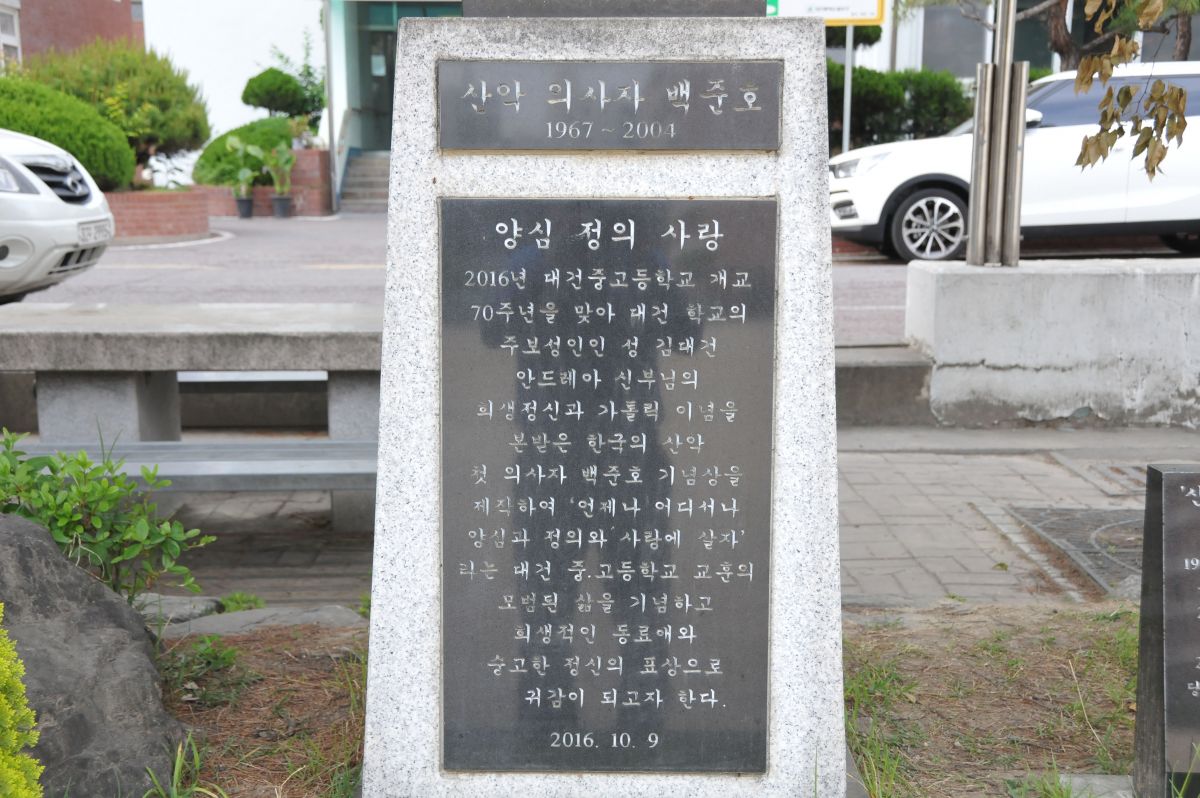 산악 의사자 백준호
1967 ~ 2004
양심 정의 사랑
2016년 대건중고등학교 개교
70주년을 맞아 대건 학교의
주보성인인 성 김대건
안드레아 신부님의
희생정신과 가톨릭 이념을
본받은 한국의 산악
첫 의사자 백준호 기념상을
제작하여 '언제나 어디서나
양심과 정의와 사랑에 살자'
라는 대건 중.고등학교 교훈의
모범된 삶을 기념하고
희생적인 동료애와
숭고한 정신의 표상으로
귀감이 되고자 한다.
2016. 10. 9